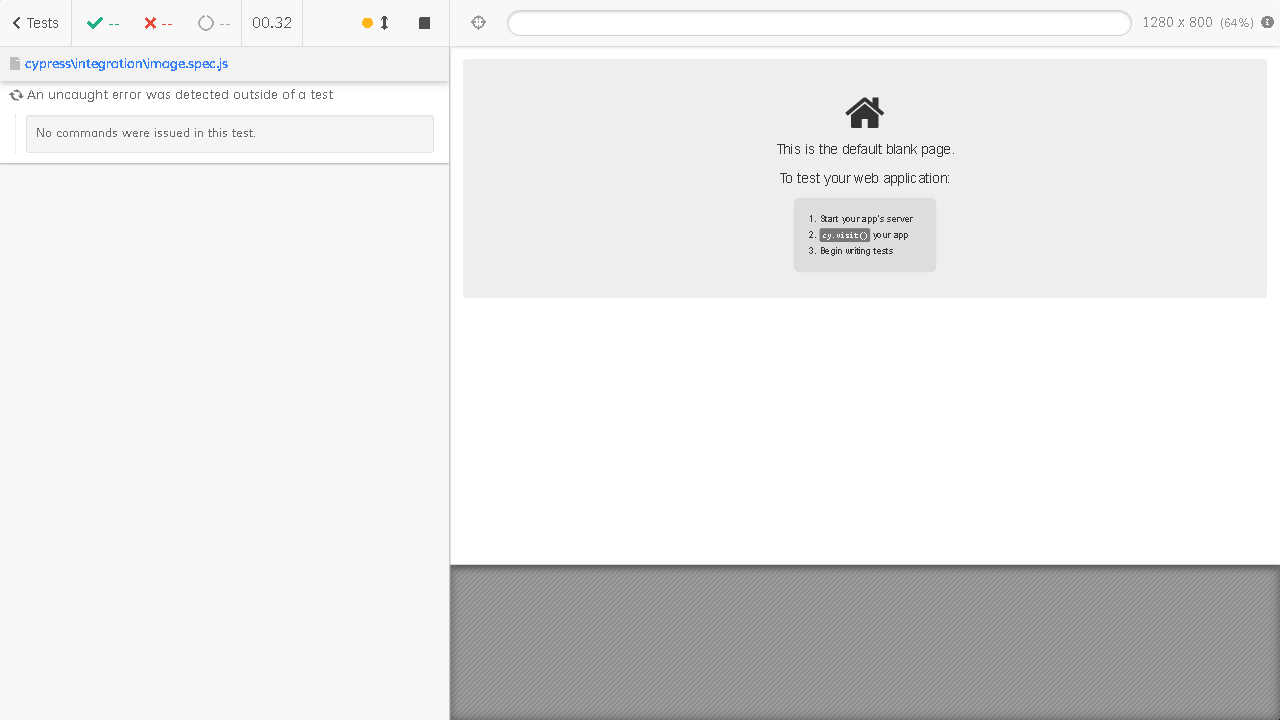 Tests
--
--
--
00.32
1280 x 800 (64%)
cypress\integration\image.spec.js
An uncaught error was detected outside of a test
No commands were issued in this test.
This is the default blank page.
To test your web application:
1. Start your app's server
2. cy.visit() your app
3. Begin writing tests